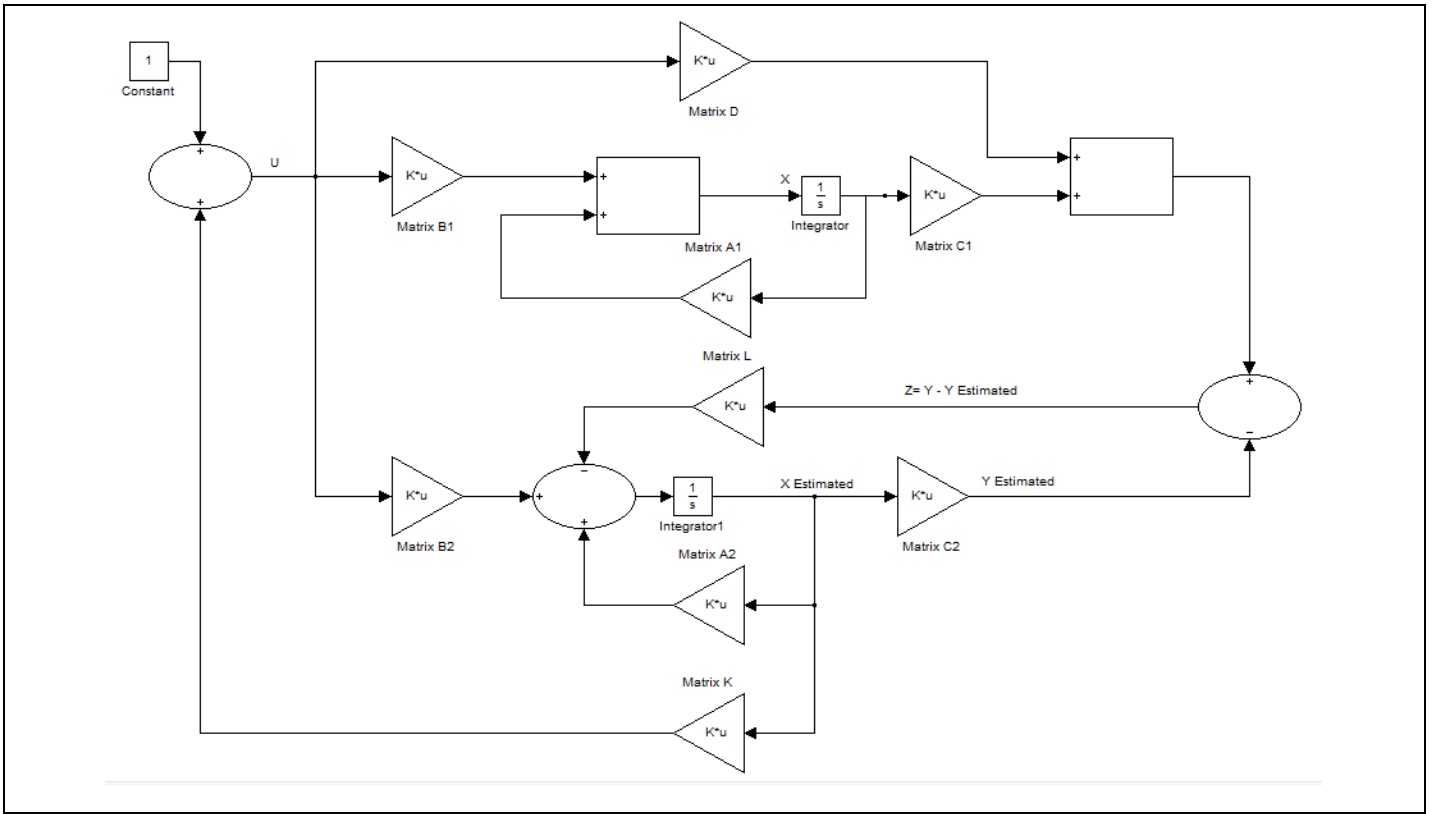 1
Constant
+
+
U
K*u
Matrix D
K*u
Matrix B1
+
+
X
1
s
Integrator
K*u
Matrix C1
+
+
Matrix A1
K*u
Matrix L
K*u
Z= Y - Y Estimated
+
−
K*u
Matrix B2
−
+
+
1
s
Integrator1
X Estimated
K*u
Matrix C2
Y Estimated
Matrix A2
K*u
Matrix K
K*u